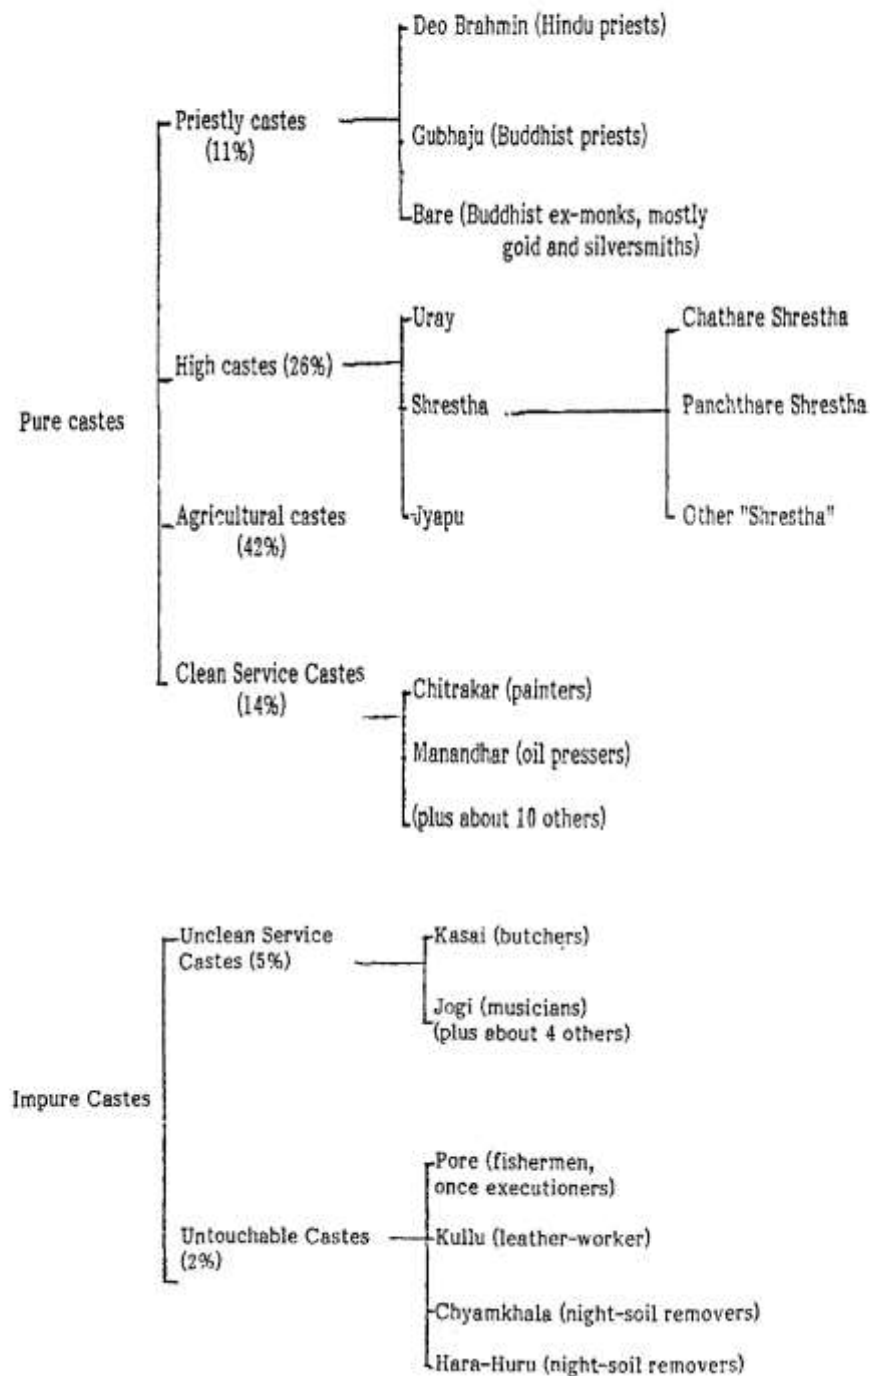 Deo Brahmin (Hindu priests)
Priestly castes
(11%)
Gubhaju (Buddhist priests)
Bare (Buddhist ex-monks, mostly
gold and silversmiths)
Uray
Chathare Shrestha
High castes (26%)
Shrestha
Panchthare Shrestha
Pure castes
Agricultural castes
(42%)
Jyapu
Other "Shrestha"
Clean Service Castes
(14%)
Chitrakar (painters)
Manandhar (oil pressers)
(plus about 10 others)
Unclean Service
Castes (5%)
Kasai (butchers)
Jogi (musicians)
(plus about 4 others)
Impure Castes
Pore (fishermen,
once executioners)
Untouchable Castes
(2%)
Kullu (leather-worker)
Chyamkhala (night-soil removers)
Hara-Huru (night-soil removers)